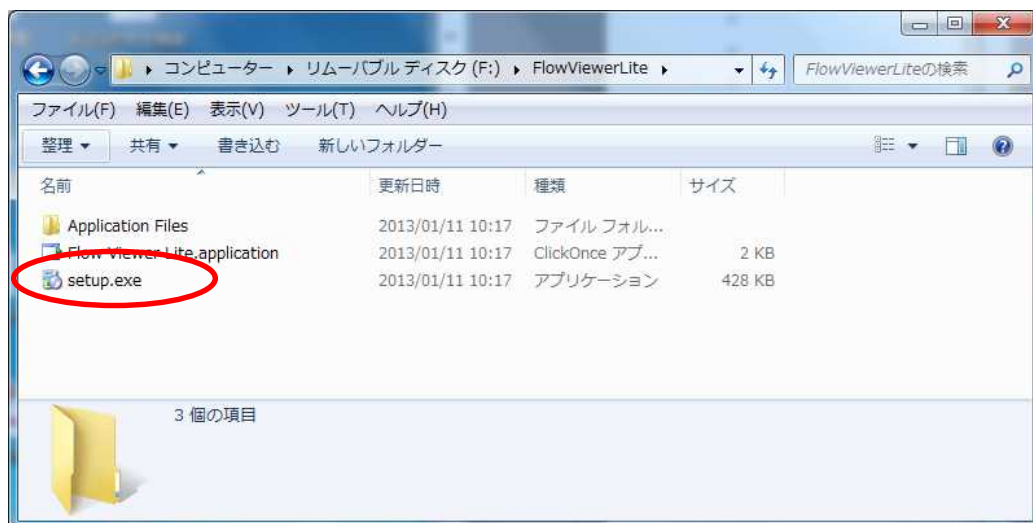 コンピューター リムーバブル ディスク (F:) FlowViewerLite FlowViewerLiteの検索
ファイル(F) 編集(E) 表示(V) ツール(T) ヘルプ(H)
整理 共有 書き込む 新しいフォルダー
名前 更新日時 種類 サイズ
Application Files 2013/01/11 10:17 ファイル フォル...
Flow Viewer Lite.application 2013/01/11 10:17 ClickOnce アプ... 2 KB
setup.exe 2013/01/11 10:17 アプリケーション 428 KB
3 個の項目